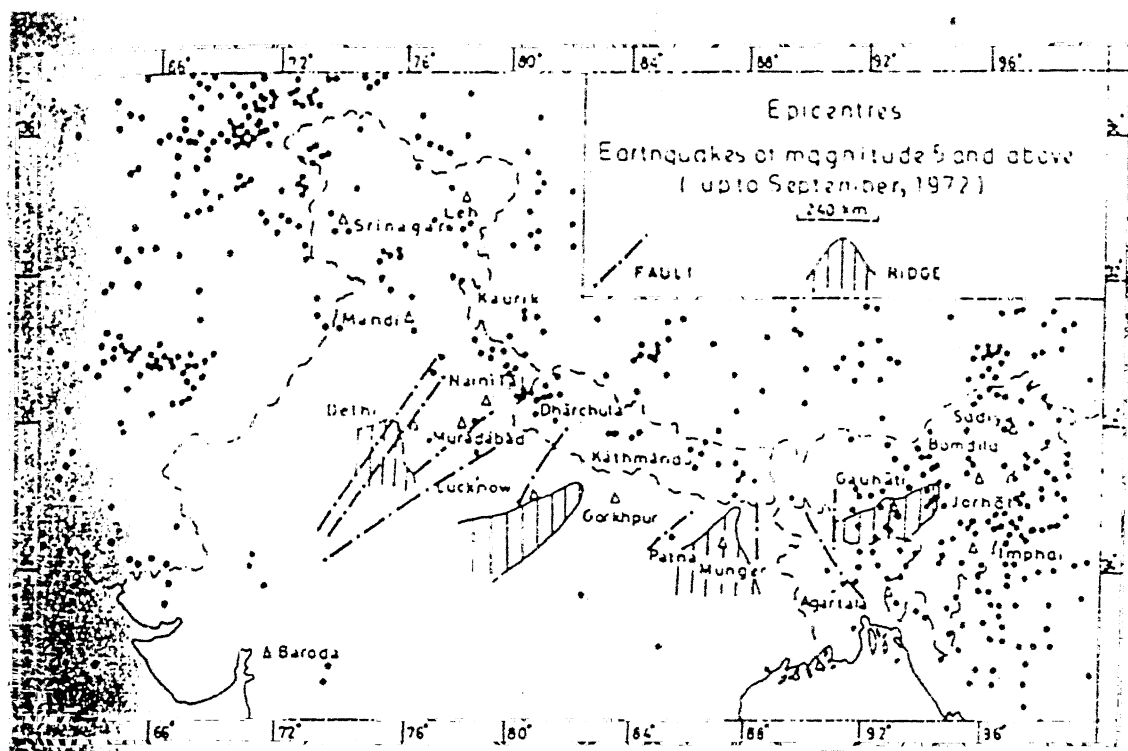 66° 72° 76° 80° 84° 88° 92° 96°
Epicentres
Earthquakes of magnitude 5 and above
( upto September, 1972 )
240 km
FAULT
RIDGE
Srinagar
Leh
Kaurik
Mandi
Nainital
Delhi
Dharchula
Muradabad
Sadiya
Bomdila
Kathmandu
Lucknow
Gauhati
Gorkhpur
Jorhat
Patna
Munger
Imphal
Agartala
Baroda
66° 72° 76° 80° 84° 88° 92° 96°